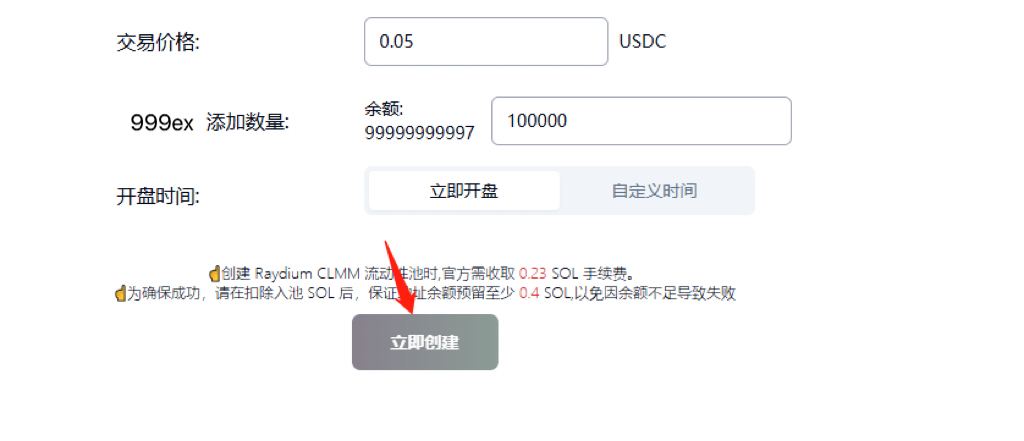 交易价格: 0.05 USDC
999ex 添加数量: 余额: 99999999997 100000
开盘时间: 立即开盘 自定义时间
☝创建 Raydium CLMM 流动性池时,官方需收取 0.23 SOL 手续费。
☝为确保成功，请在扣除入池 SOL 后，保证地址余额预留至少 0.4 SOL,以免因余额不足导致失败
立即创建